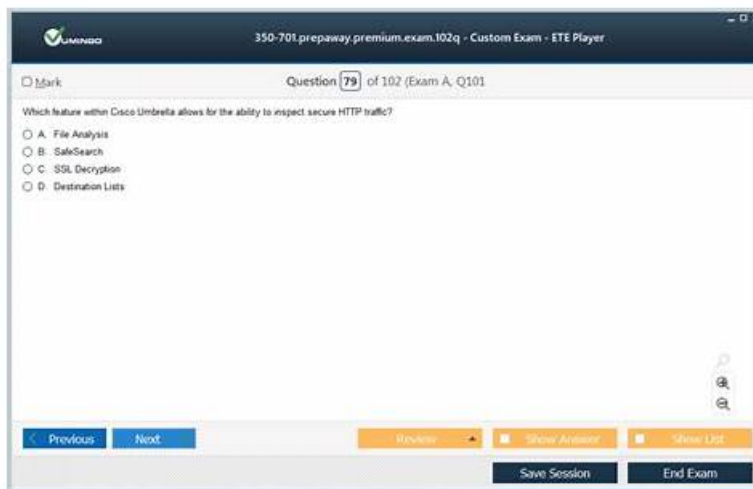 VUMINGO
350-701.prepaway.premium.exam.102q - Custom Exam - ETE Player
Mark
Question 79 of 102 (Exam A, Q101
Which feature within Cisco Umbrella allows for the ability to inspect secure HTTP traffic?
A. File Analysis
B. SafeSearch
C. SSL Decryption
D. Destination Lists
Previous
Next
Review
Show Answer
Show List
Save Session
End Exam